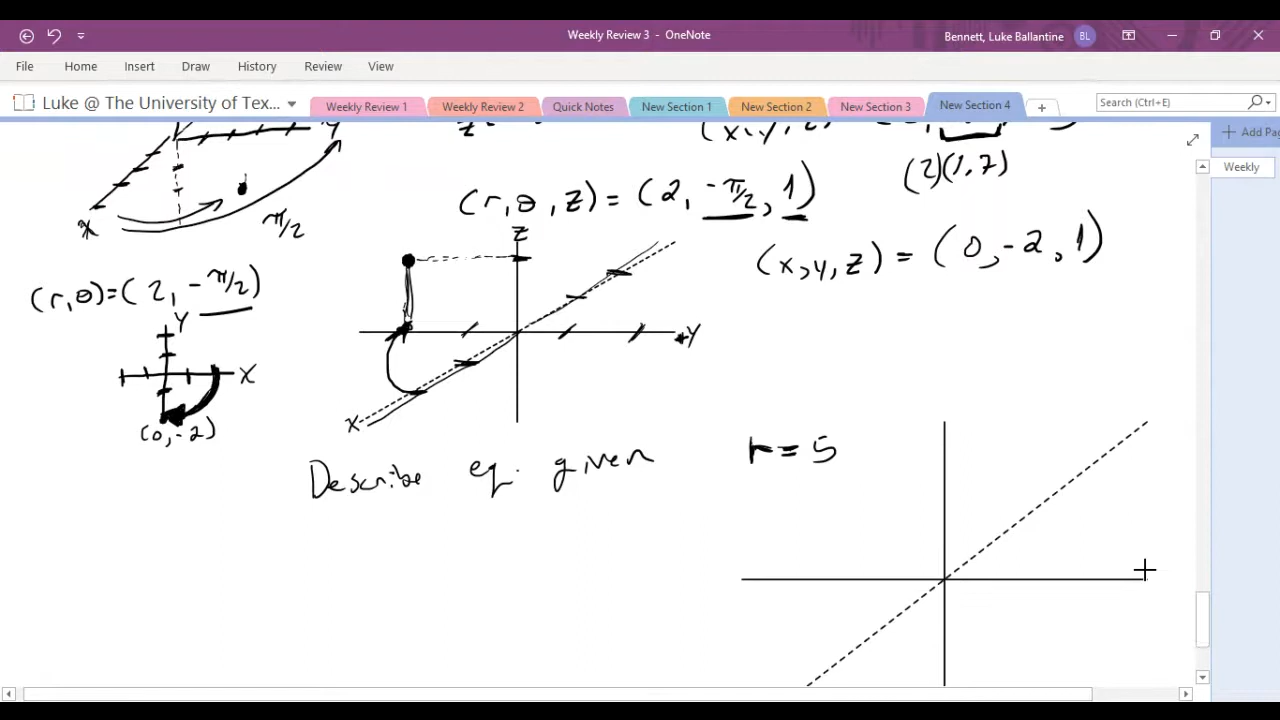 Weekly Review 3 - OneNote
Bennett, Luke Ballantine BL
File Home Insert Draw History Research Review View
Luke @ The University of Tex...
Weekly Review 1 Weekly Review 2 Quick Notes New Section 1 New Section 2 New Section 3 New Section 4 +
Search (Ctrl+E)
+ Add Pag
Weekly
(x, y, z)
(2)(1,7)
x
π/2
(r, θ, z) = (2, -π/2, 1)
(x, y, z) = (0, -2, 1)
(r, θ) = (2, -π/2)
Y
X
(0, -2)
Z
Y
X
Describe eq. given r = 5